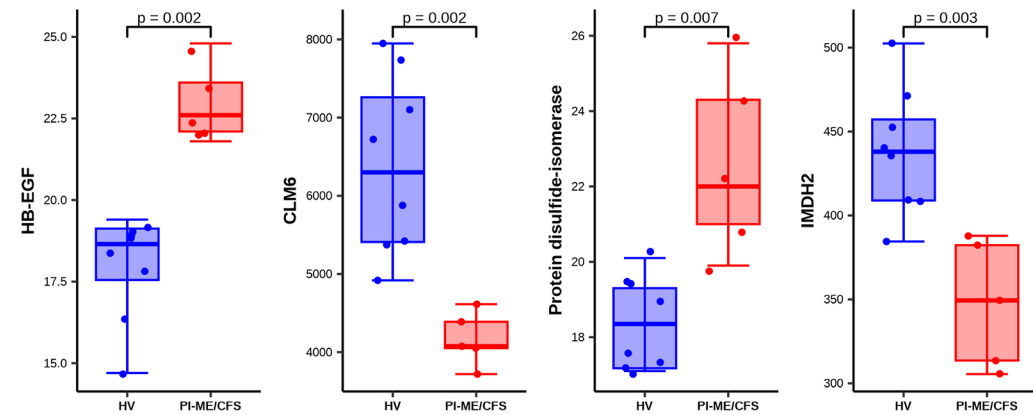 p = 0.002
HB-EGF
25.0
22.5
20.0
17.5
15.0
HV
PI-ME/CFS
p = 0.002
CLM6
8000
7000
6000
5000
4000
HV
PI-ME/CFS
p = 0.007
Protein disulfide-isomerase
26
24
22
20
18
HV
PI-ME/CFS
p = 0.003
IMDH2
500
450
400
350
300
HV
PI-ME/CFS